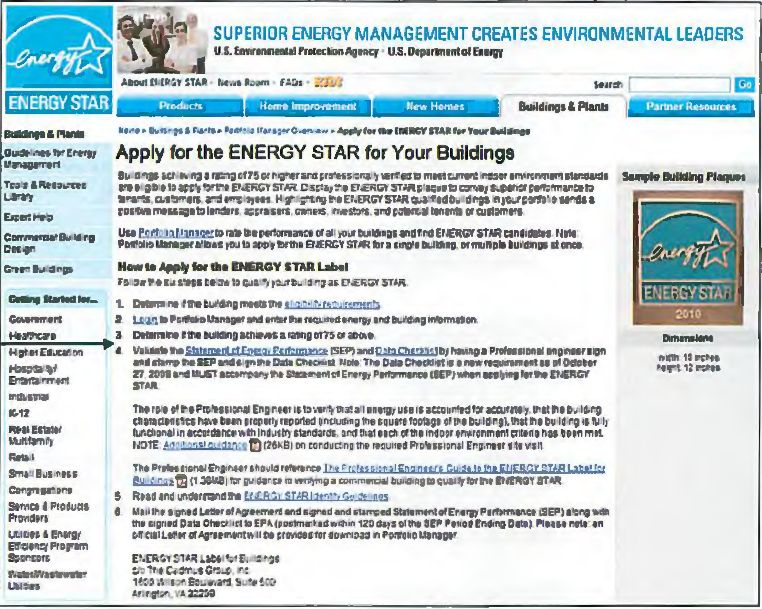 SUPERIOR ENERGY MANAGEMENT CREATES ENVIRONMENTAL LEADERS
U.S. Environmental Protection Agency · U.S. Department of Energy
About ENERGY STAR · News Room · FAQs · KIDS
Search
Go
energy
ENERGY STAR
Products
Home Improvement
New Homes
Buildings & Plants
Partner Resources
Buildings & Plants
Guidelines for Energy
Management
Tools & Resources
Library
Expert Help
Commercial Building
Design
Green Buildings
Getting Started for...
Government
Healthcare
Higher Education
Hospitality/
Entertainment
Industrial
K-12
Real Estate/
Multifamily
Retail
Small Business
Congregations
Service & Products
Providers
Utilities & Energy
Efficiency Program
Sponsors
Water/Wastewater
Utilities
Home » Buildings & Plants » Portfolio Manager Overview » Apply for the ENERGY STAR for Your Buildings
Apply for the ENERGY STAR for Your Buildings
Buildings achieving a rating of 75 or higher and professionally verified to meet current indoor environment standards
are eligible to apply for the ENERGY STAR. Display the ENERGY STAR plaque to convey superior performance to
tenants, customers, and employees. Highlighting the ENERGY STAR qualified buildings in your portfolio sends a
positive message to lenders, appraisers, owners, investors, and potential tenants or customers.
Use Portfolio Manager to rate the performance of all your buildings and find ENERGY STAR candidates. Note:
Portfolio Manager allows you to apply for the ENERGY STAR for a single building, or multiple buildings at once.
How to Apply for the ENERGY STAR Label
Follow the six steps below to qualify your building as ENERGY STAR.
1. Determine if the building meets the eligibility requirements.
2. Login to Portfolio Manager and enter the required energy and building information.
3. Determine if the building achieves a rating of 75 or above.
4. Validate the Statement of Energy Performance (SEP) and Data Checklist by having a Professional engineer sign
and stamp the SEP and sign the Data Checklist. Note: The Data Checklist is a new requirement as of October
27, 2008 and MUST accompany the Statement of Energy Performance (SEP) when applying for the ENERGY
STAR.
The role of the Professional Engineer is to verify that all energy use is accounted for accurately, that the building
characteristics have been properly reported (including the square footage of the building), that the building is fully
functional in accordance with industry standards, and that each of the indoor environment criteria has been met.
NOTE: Additional guidance (26KB) on conducting the required Professional Engineer site visit.
The Professional Engineer should reference The Professional Engineer's Guide to the ENERGY STAR Label for
Buildings for guidance in verifying a commercial building to qualify for the ENERGY STAR.
5. Read and understand the ENERGY STAR Identity Guidelines.
6. Mail the signed Letter of Agreement and signed and stamped Statement of Energy Performance (SEP) along with
the signed Data Checklist to EPA (postmarked within 120 days of the SEP Period Ending Date). Please note: an
official Letter of Agreement will be provided for download in Portfolio Manager.
ENERGY STAR Label for Buildings
c/o The Cadmus Group, Inc.
1600 Wilson Boulevard, Suite 500
Arlington, VA 22209
Sample Building Plaques
energy
ENERGY STAR
2010
Dimensions
width: 10 inches
height: 12 inches